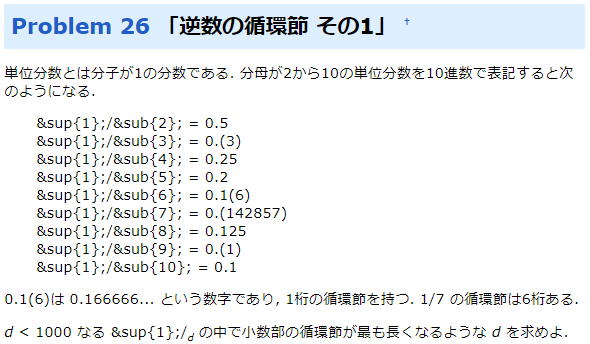 Problem 26 「逆数の循環節 その1」 †
単位分数とは分子が1の分数である. 分母が2から10の単位分数を10進数で表記すると次
のようになる.
&sup{1};/&sub{2}; = 0.5
&sup{1};/&sub{3}; = 0.(3)
&sup{1};/&sub{4}; = 0.25
&sup{1};/&sub{5}; = 0.2
&sup{1};/&sub{6}; = 0.1(6)
&sup{1};/&sub{7}; = 0.(142857)
&sup{1};/&sub{8}; = 0.125
&sup{1};/&sub{9}; = 0.(1)
&sup{1};/&sub{10}; = 0.1
0.1(6)は 0.166666... という数字であり, 1桁の循環節を持つ. 1/7 の循環節は6桁ある.
d < 1000 なる &sup{1};/d の中で小数部の循環節が最も長くなるような d を求めよ.